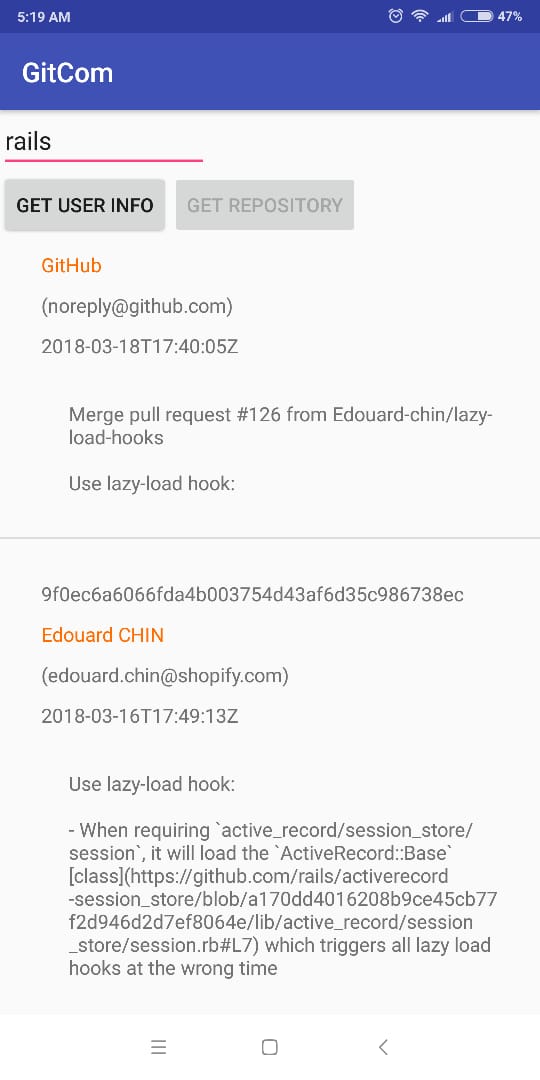 5:19 AM 47%
GitCom
rails
GET USER INFO GET REPOSITORY
GitHub
(noreply@github.com)
2018-03-18T17:40:05Z
Merge pull request #126 from Edouard-chin/lazy-
load-hooks
Use lazy-load hook:
9f0ec6a6066fda4b003754d43af6d35c986738ec
Edouard CHIN
(edouard.chin@shopify.com)
2018-03-16T17:49:13Z
Use lazy-load hook:
- When requiring `active_record/session_store/
session`, it will load the `ActiveRecord::Base`
[class](https://github.com/rails/activerecord
-session_store/blob/a170dd4016208b9ce45cb77
f2d946d2d7ef8064e/lib/active_record/session
_store/session.rb#L7) which triggers all lazy load
hooks at the wrong time